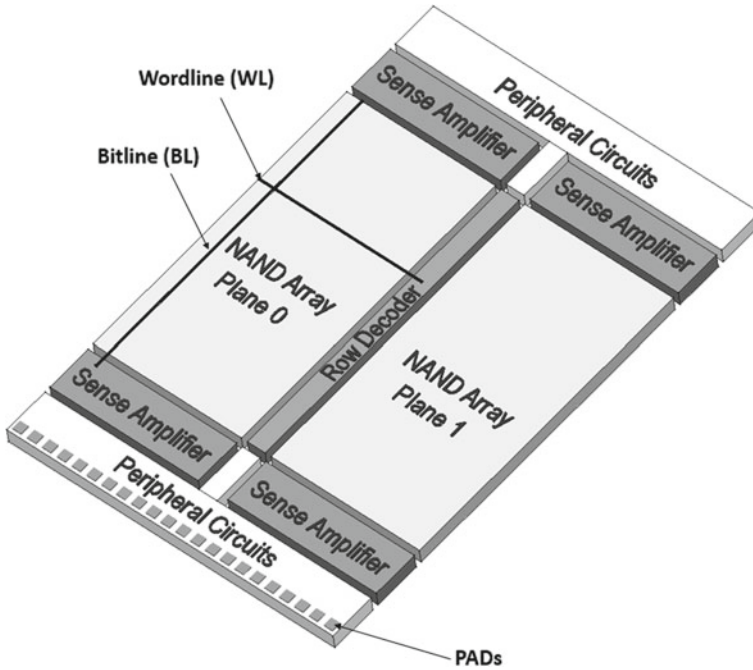 Wordline (WL)
Bitline (BL)
Sense Amplifier
Peripheral Circuits
Sense Amplifier
NAND Array
Plane 0
Row Decoder
NAND Array
Plane 1
Sense Amplifier
Peripheral Circuits
Sense Amplifier
PADs